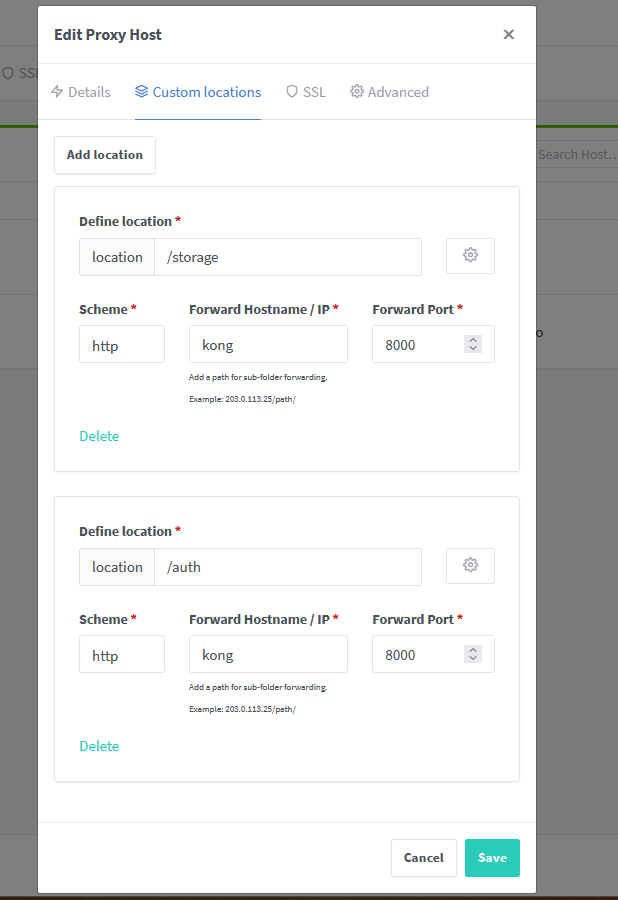 Edit Proxy Host ×
SSL
Details Custom locations SSL Advanced
Search Host...
Add location
Define location *
location /storage
Scheme * Forward Hostname / IP * Forward Port *
http kong 8000
Add a path for sub-folder forwarding.
Example: 203.0.113.25/path/
Delete
Define location *
location /auth
Scheme * Forward Hostname / IP * Forward Port *
http kong 8000
Add a path for sub-folder forwarding.
Example: 203.0.113.25/path/
Delete
Cancel Save